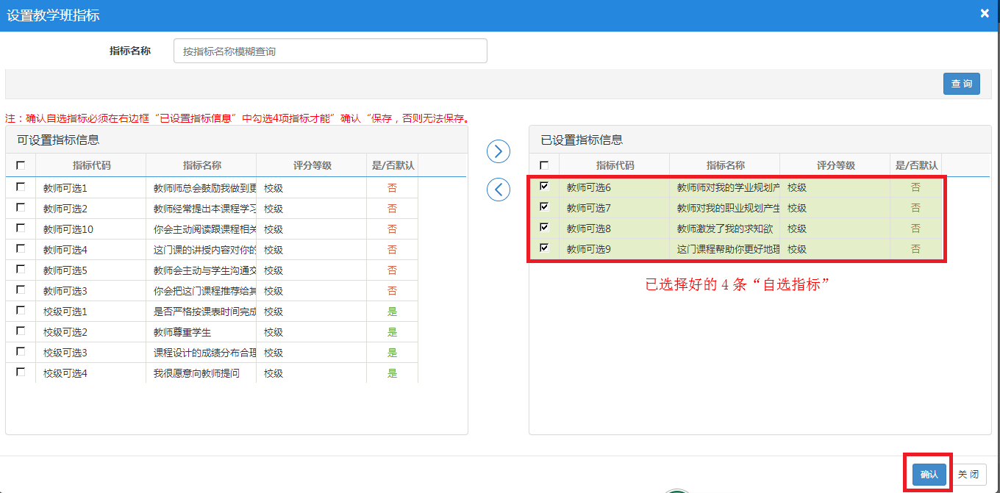 设置教学班指标 ×
指标名称 按指标名称模糊查询
查 询
注：确认自选指标必须在右边框“已设置指标信息”中勾选4项指标才能”确认“保存，否则无法保存。
可设置指标信息
指标代码 指标名称 评分等级 是/否默认
教师可选1 教师师总会鼓励我做到更 校级 否
教师可选2 教师经常提出本课程学习 校级 否
教师可选10 你会主动阅读跟课程相关 校级 否
教师可选4 这门课的讲授内容对你的 校级 否
教师可选5 教师会主动与学生沟通交 校级 否
教师可选3 你会把这门课程推荐给其 校级 否
校级可选1 是否严格按课表时间完成 校级 是
校级可选2 教师尊重学生 校级 是
校级可选3 课程设计的成绩分布合理 校级 是
校级可选4 我很愿意向教师提问 校级 是
已设置指标信息
指标代码 指标名称 评分等级 是/否默认
教师可选6 教师师对我的学业规划产 校级 否
教师可选7 教师对我的职业规划产生 校级 否
教师可选8 教师激发了我的求知欲 校级 否
教师可选9 这门课程帮助你更好地理 校级 否
已选择好的 4 条“自选指标”
确认 关 闭